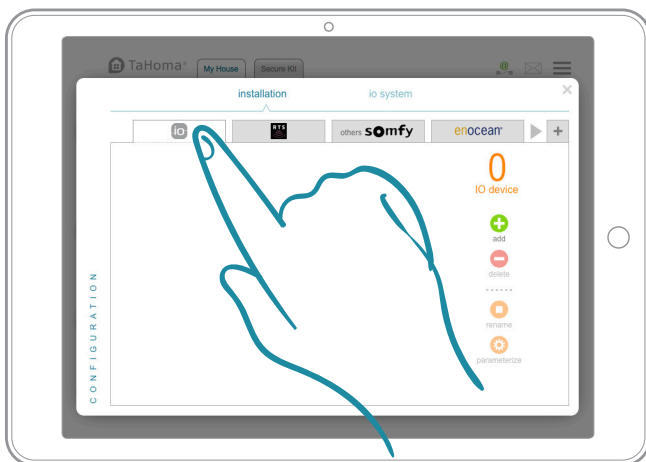 TaHoma®
My House
Secure Kit
@
installation
io system
io
RTS
others somfy
enocean®
+
0
IO device
add
delete
rename
parameterize
CONFIGURATION